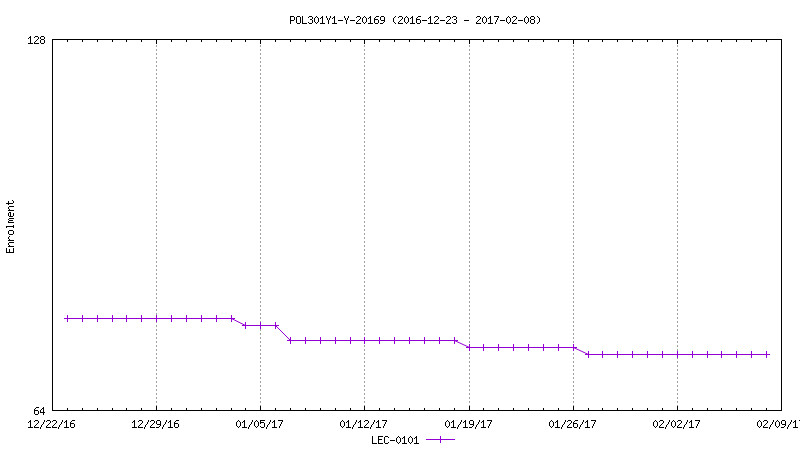 POL301Y1-Y-20169 (2016-12-23 - 2017-02-08)
128
Enrolment
64
12/22/16 12/29/16 01/05/17 01/12/17 01/19/17 01/26/17 02/02/17 02/09/1
LEC-0101